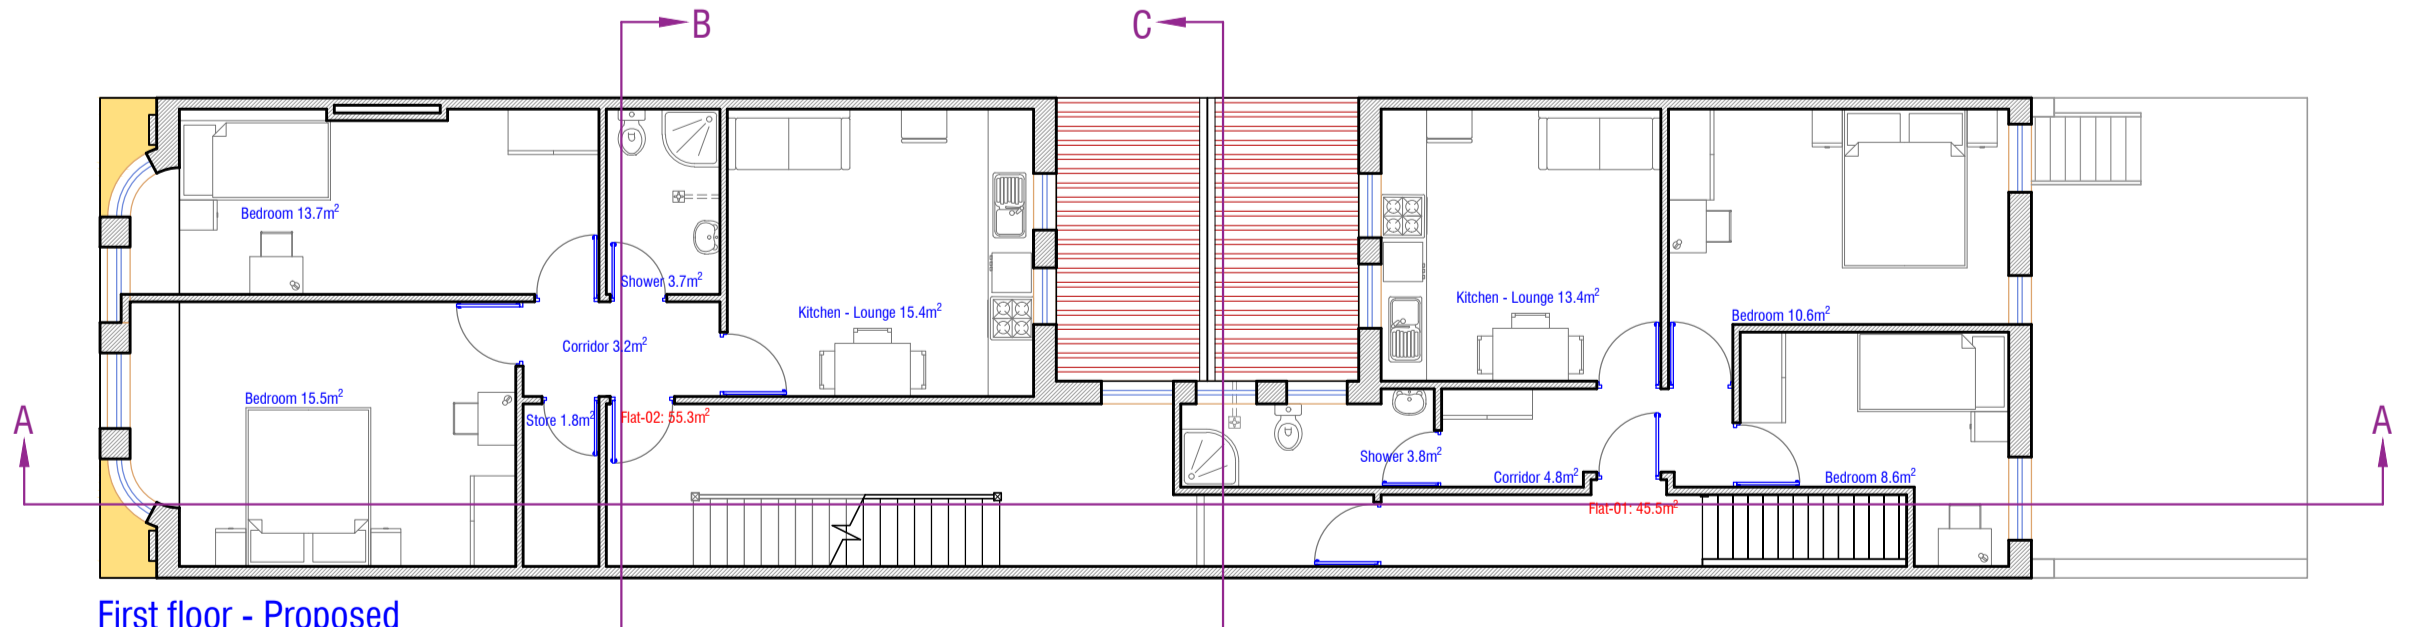 B
C
Bedroom 13.7m²
Shower 3.7m²
Kitchen - Lounge 15.4m²
Kitchen - Lounge 13.4m²
Bedroom 10.6m²
Corridor 3.2m²
Bedroom 15.5m²
Store 1.8m²
Flat-02: 55.3m²
A
A
Shower 3.8m²
Corridor 4.8m²
Bedroom 8.6m²
Flat-01: 45.5m²
First floor - Proposed